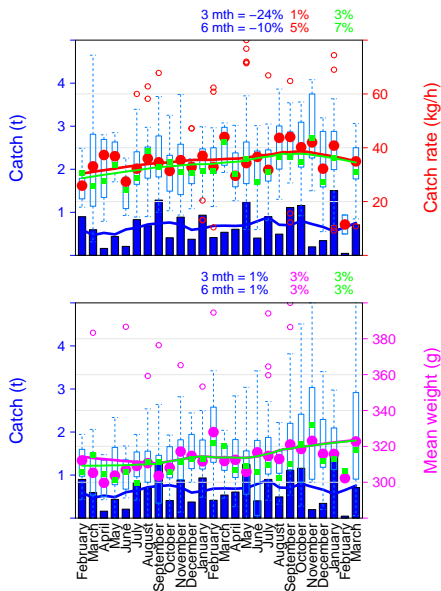 3 mth = −24% 1% 3%
6 mth = −10% 5% 7%
Catch (t)
5
4
3
2
1
Catch rate (kg/h)
80
60
40
20
3 mth = 1% 3% 3%
6 mth = 1% 3% 3%
Catch (t)
5
4
3
2
1
Mean weight (g)
380
360
340
320
300
February
March
April
May
June
July
August
September
October
November
December
January
February
March
April
May
June
July
August
September
October
November
December
January
February
March